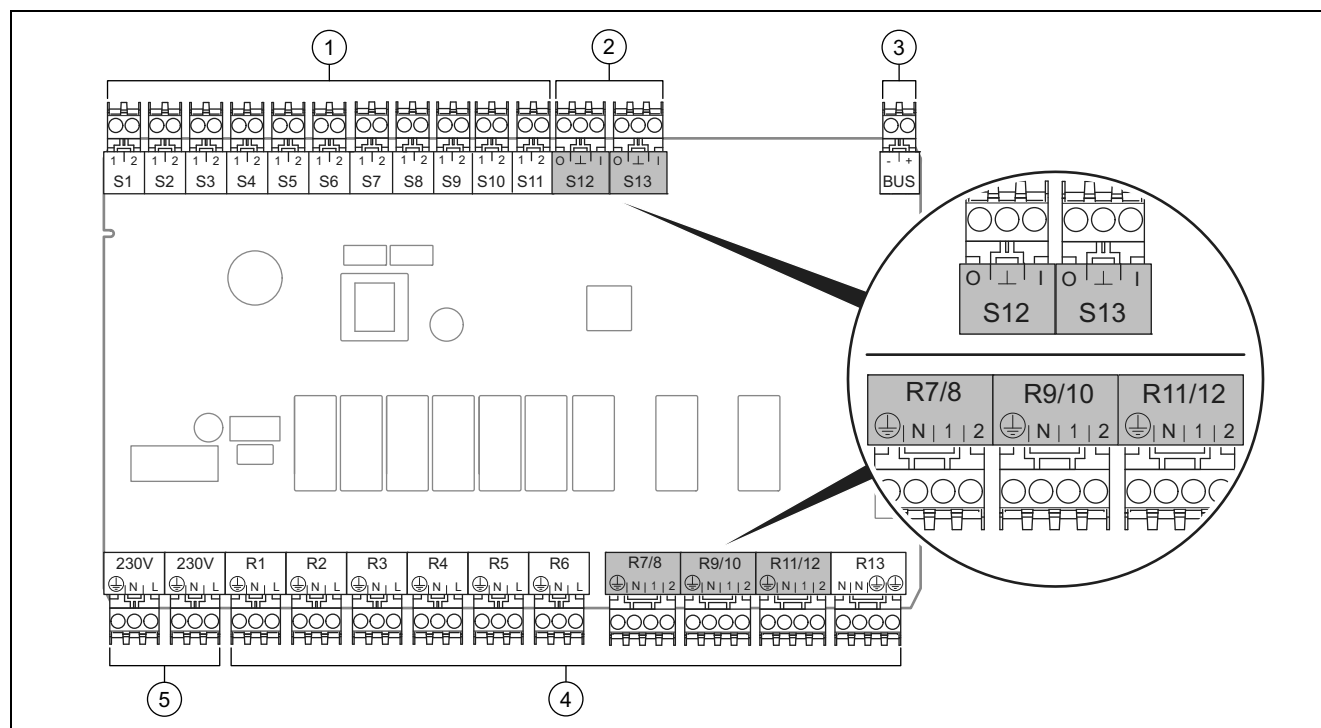 1 2 3
1 2 1 2 1 2 1 2 1 2 1 2 1 2 1 2 1 2 1 2 1 2 O ⊥ I O ⊥ I - +
S1 S2 S3 S4 S5 S6 S7 S8 S9 S10 S11 S12 S13 BUS
O ⊥ I O ⊥ I
S12 S13
R7/8 R9/10 R11/12
N 1 2 N 1 2 N 1 2
230V 230V R1 R2 R3 R4 R5 R6 R7/8 R9/10 R11/12 R13
N L N L N L N L N L N L N L N L N 1 2 N 1 2 N 1 2 N N
5 4